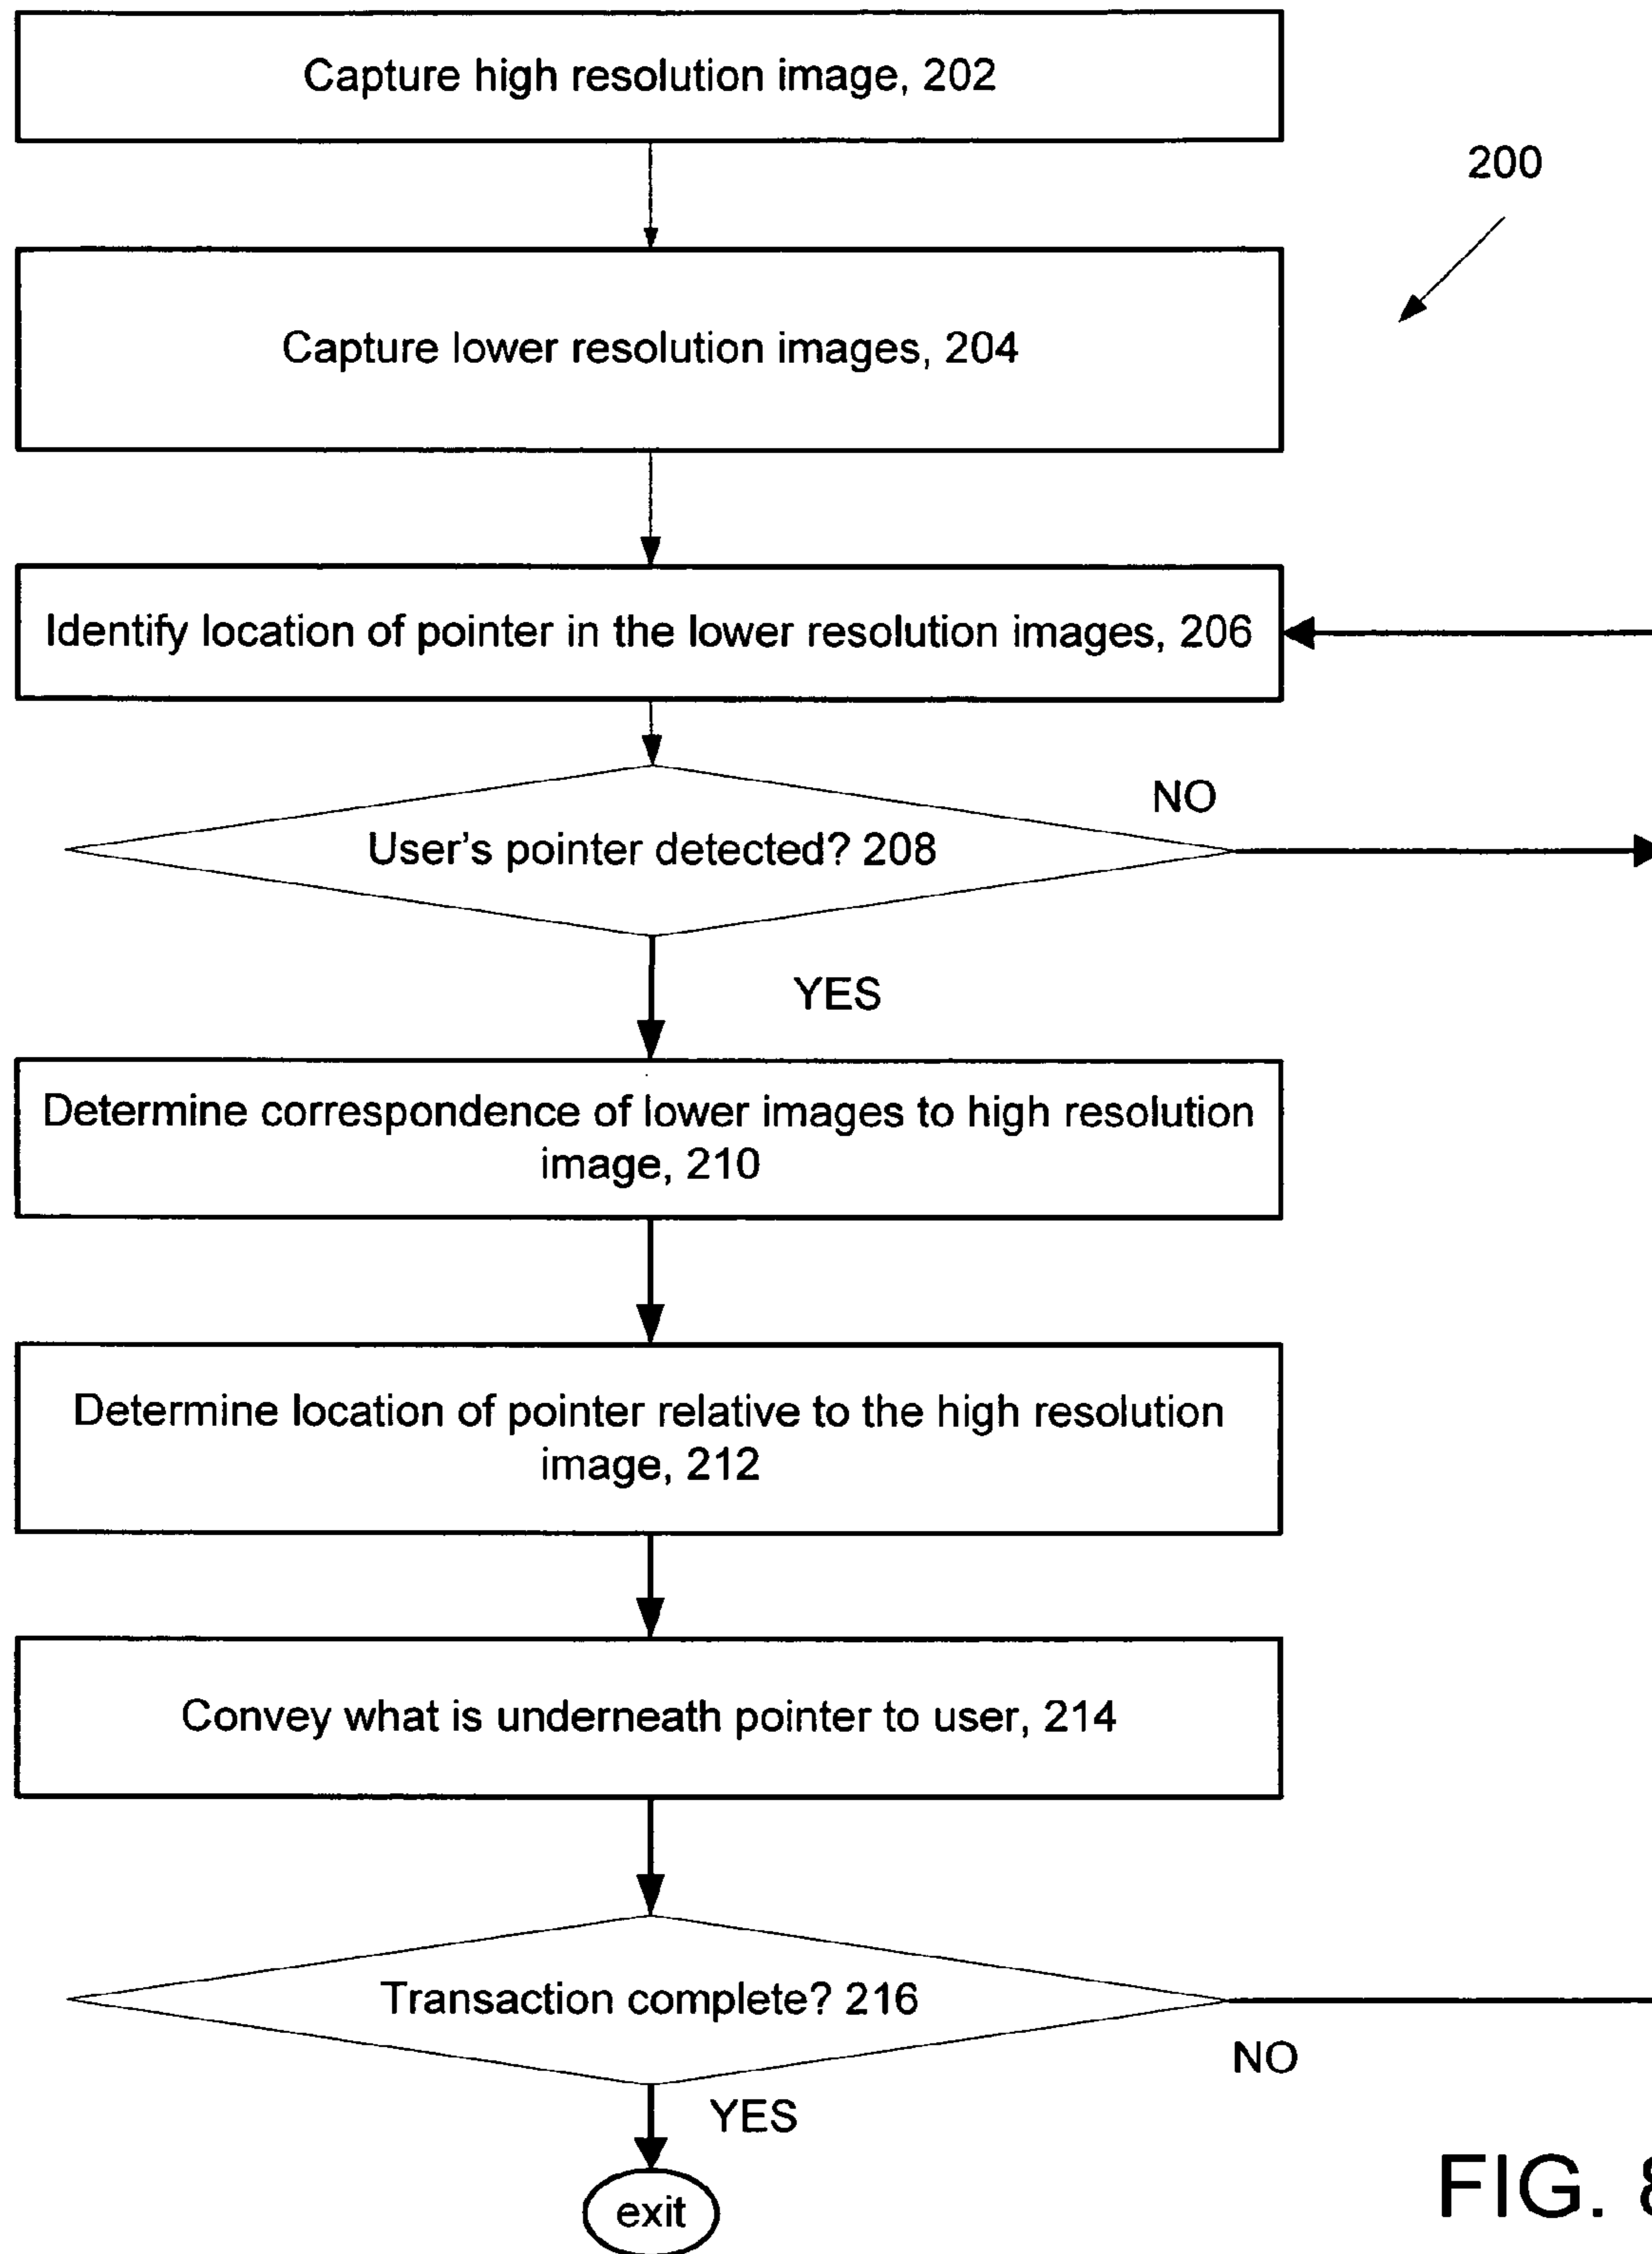 Capture high resolution image, 202
200
Capture lower resolution images, 204
Identify location of pointer in the lower resolution images, 206
NO
User's pointer detected? 208
YES
Determine correspondence of lower images to high resolution
image, 210
Determine location of pointer relative to the high resolution
image, 212
Convey what is underneath pointer to user, 214
Transaction complete? 216
NO
YES
exit
FIG. 8